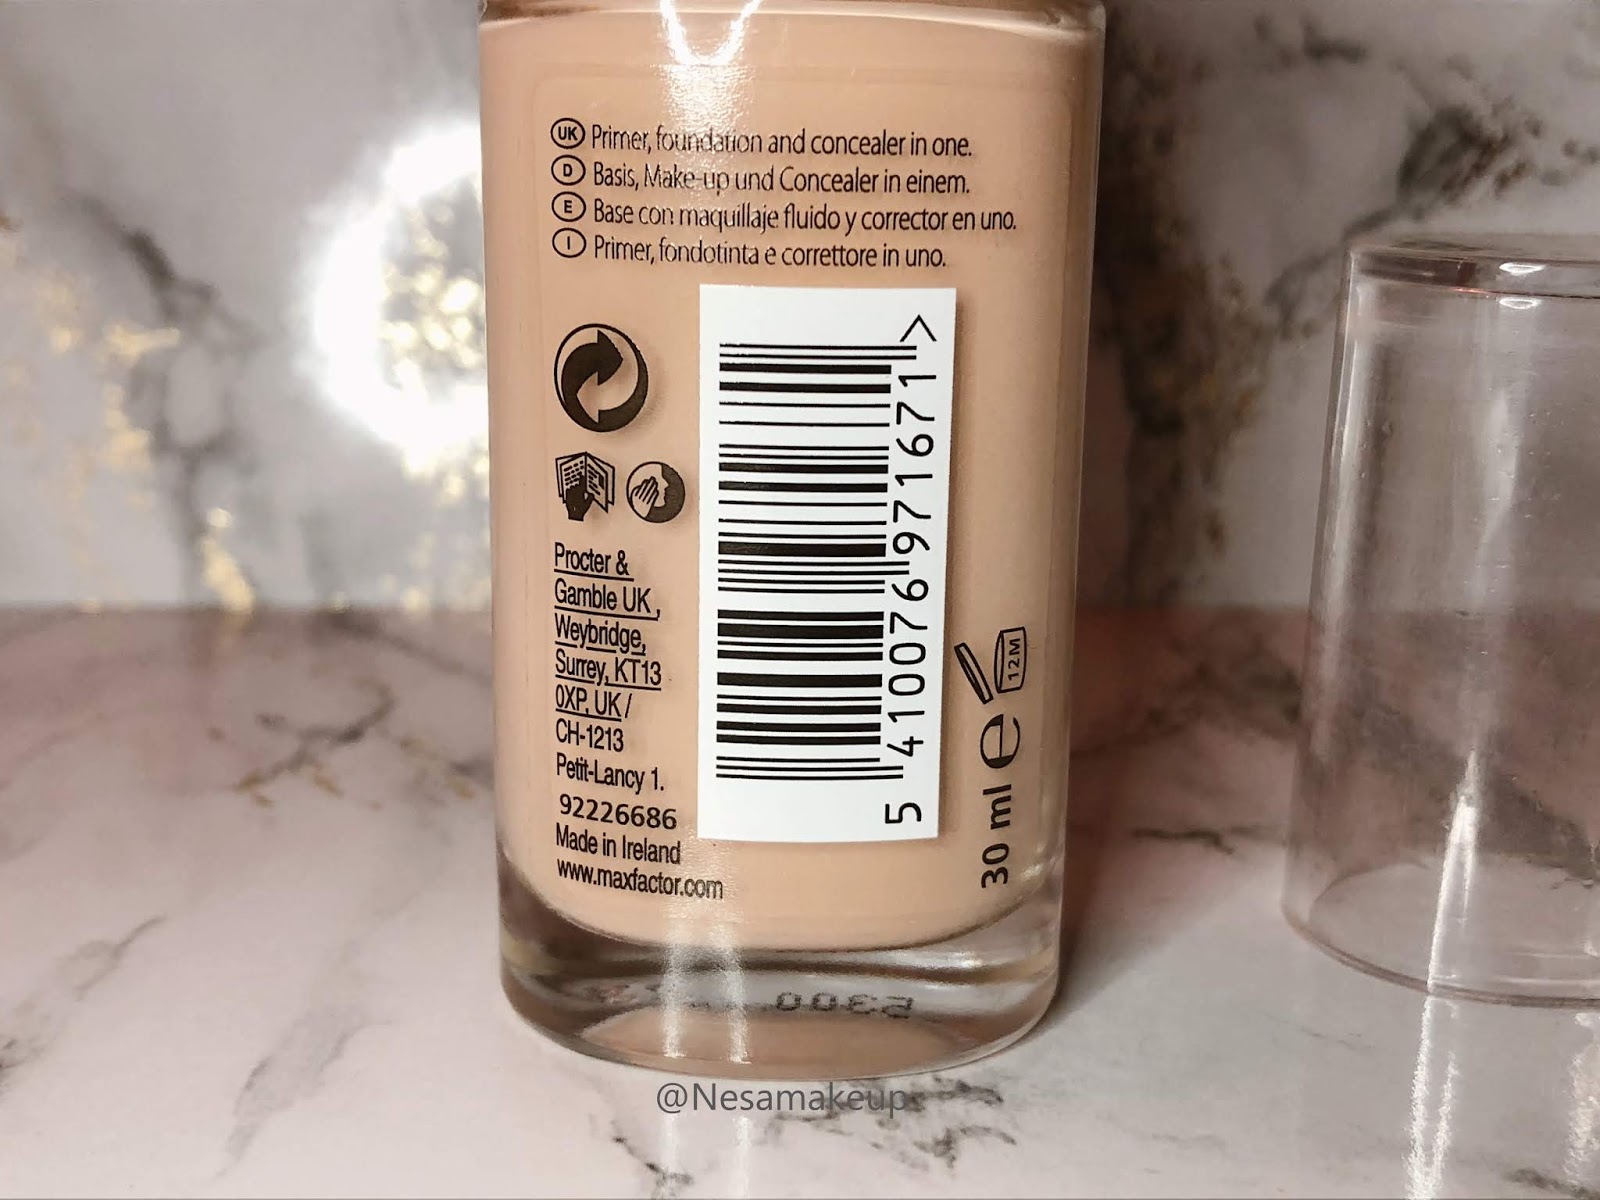 UK Primer, foundation and concealer in one.
D Basis, Make-up und Concealer in einem.
E Base con maquillaje fluido y corrector en uno.
I Primer, fondotinta e correttore in uno.
5 410076 971671 >
Procter &
Gamble UK,
Weybridge,
Surrey, KT13
0XP, UK /
CH-1213
Petit-Lancy 1.
92226686
Made in Ireland
www.maxfactor.com
12M
30 ml e
@Nesamakeup